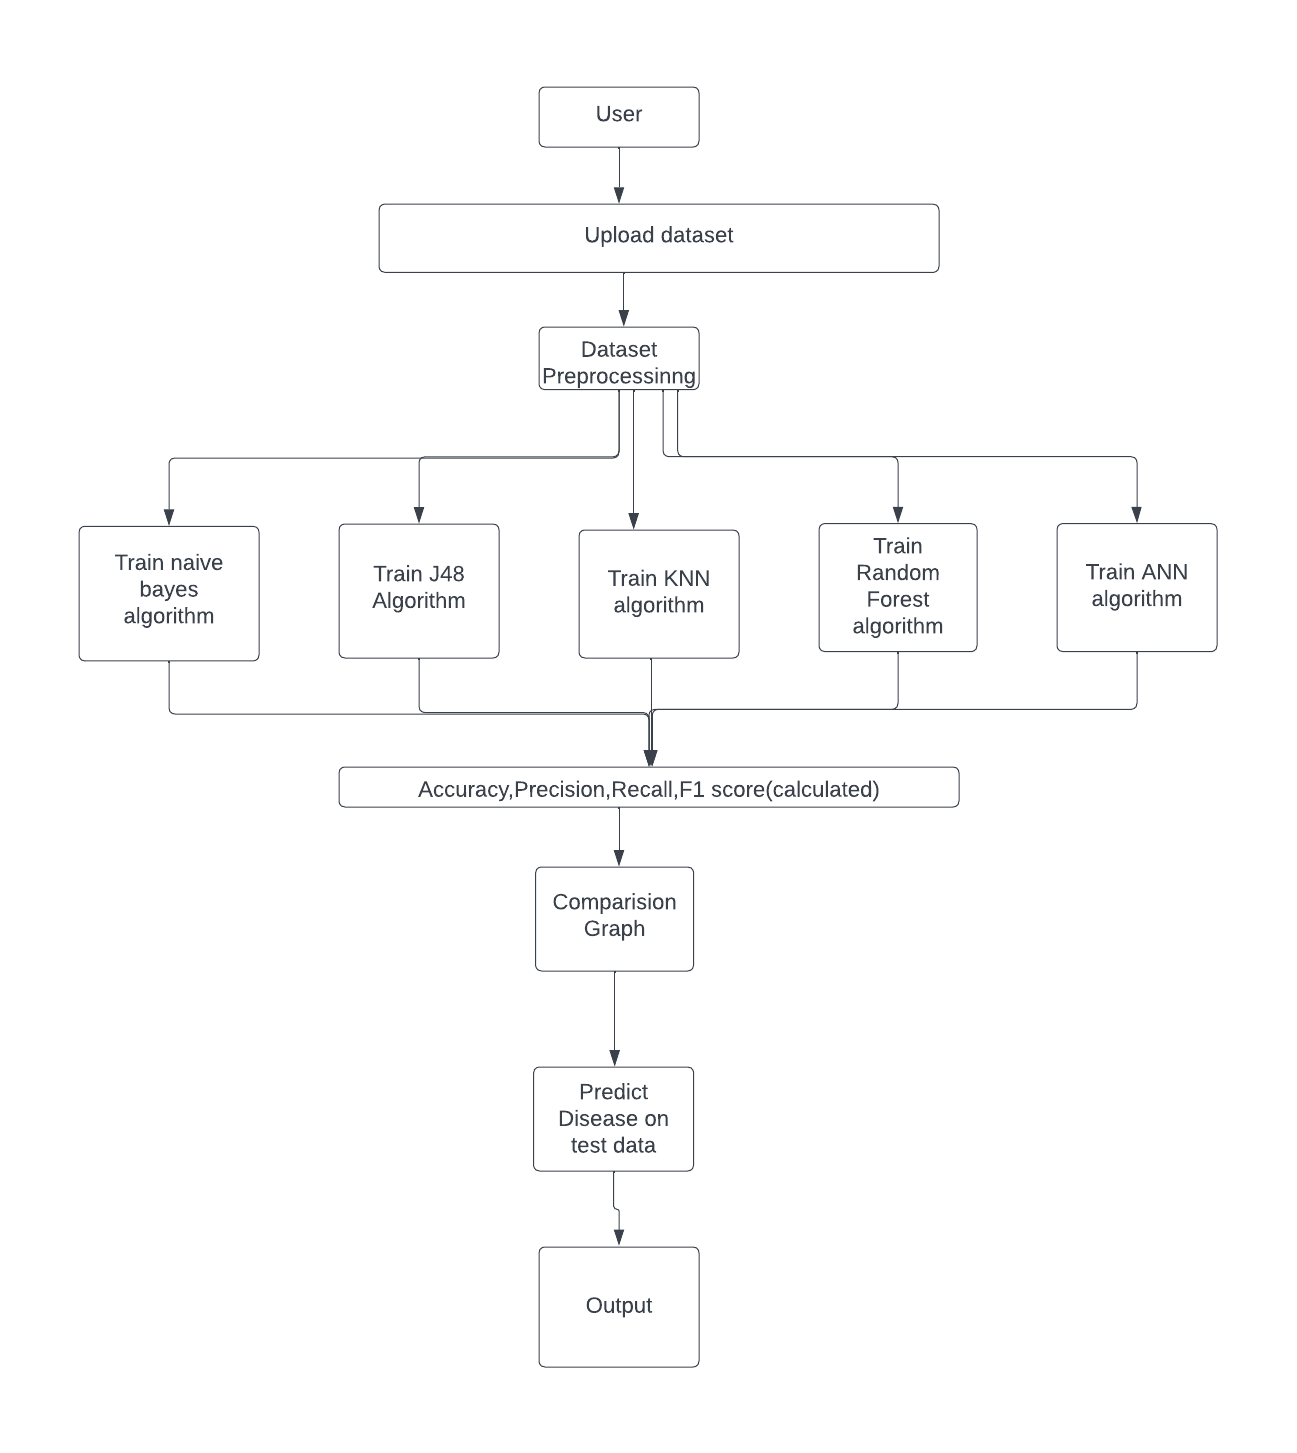 User
Upload dataset
Dataset
Preprocessinng
Train naive
bayes
algorithm
Train J48
Algorithm
Train KNN
algorithm
Train
Random
Forest
algorithm
Train ANN
algorithm
Accuracy,Precision,Recall,F1 score(calculated)
Comparision
Graph
Predict
Disease on
test data
Output